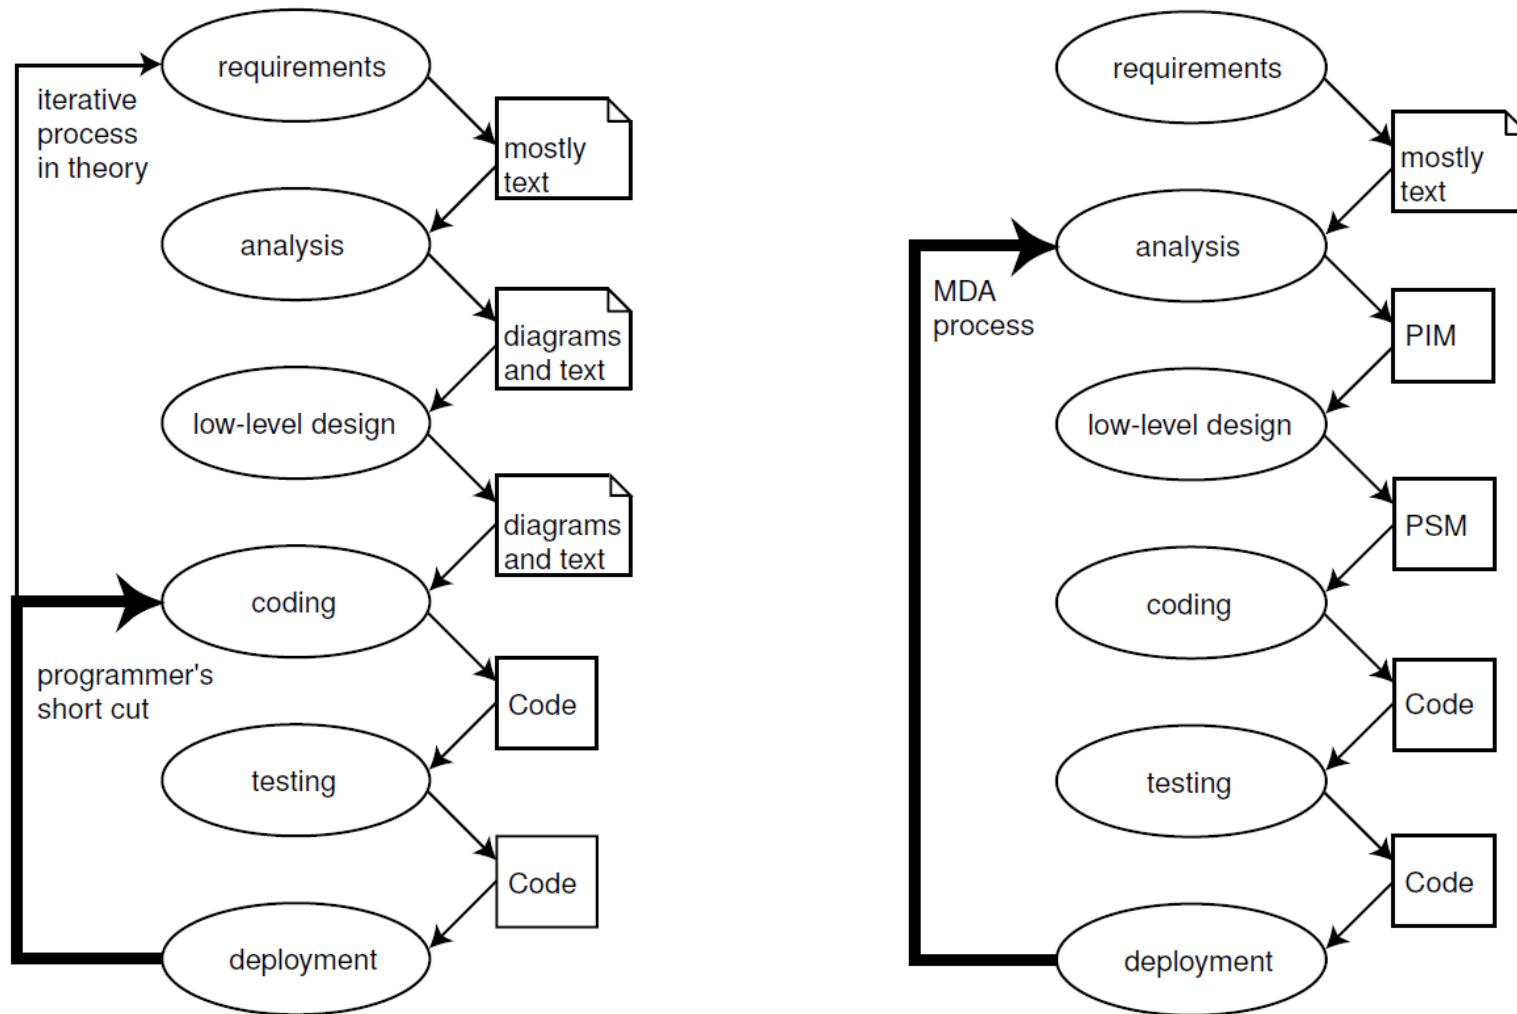 requirements
iterative
process
in theory
mostly
text
analysis
diagrams
and text
low-level design
diagrams
and text
coding
programmer's
short cut
Code
testing
Code
deployment
requirements
mostly
text
analysis
MDA
process
PIM
low-level design
PSM
coding
Code
testing
Code
deployment